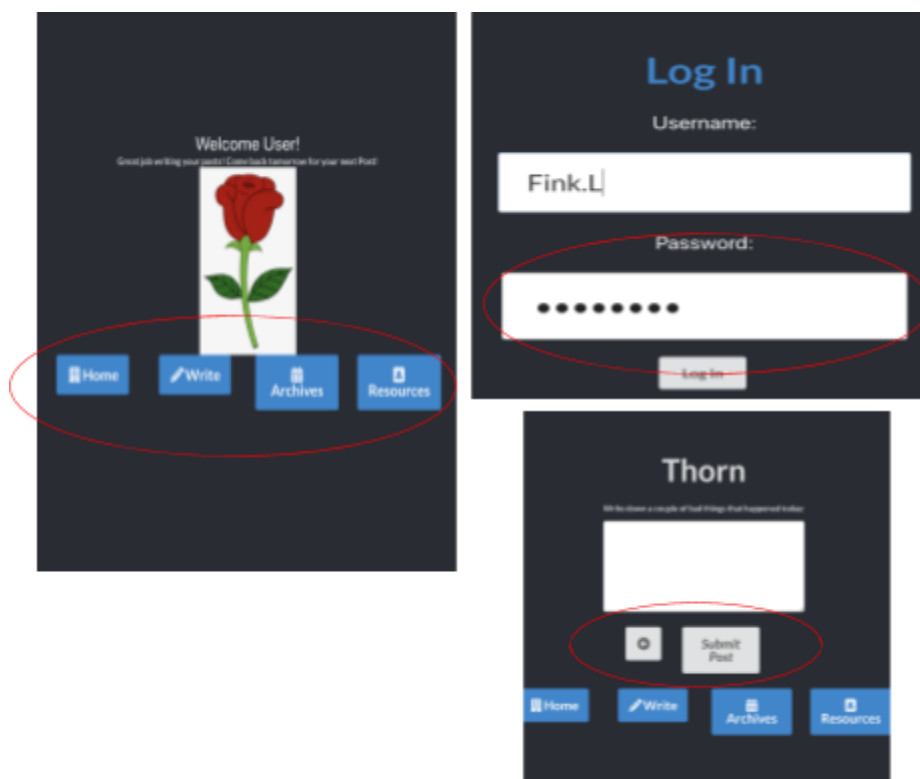 Welcome User!
Great job writing your posts! Come back tomorrow for your next Post!
Home
Write
Archives
Resources
Log In
Username:
Fink.L
Password:
Log In
Thorn
Write down a couple of bad things that happened today
Submit
Post
Home
Write
Archives
Resources